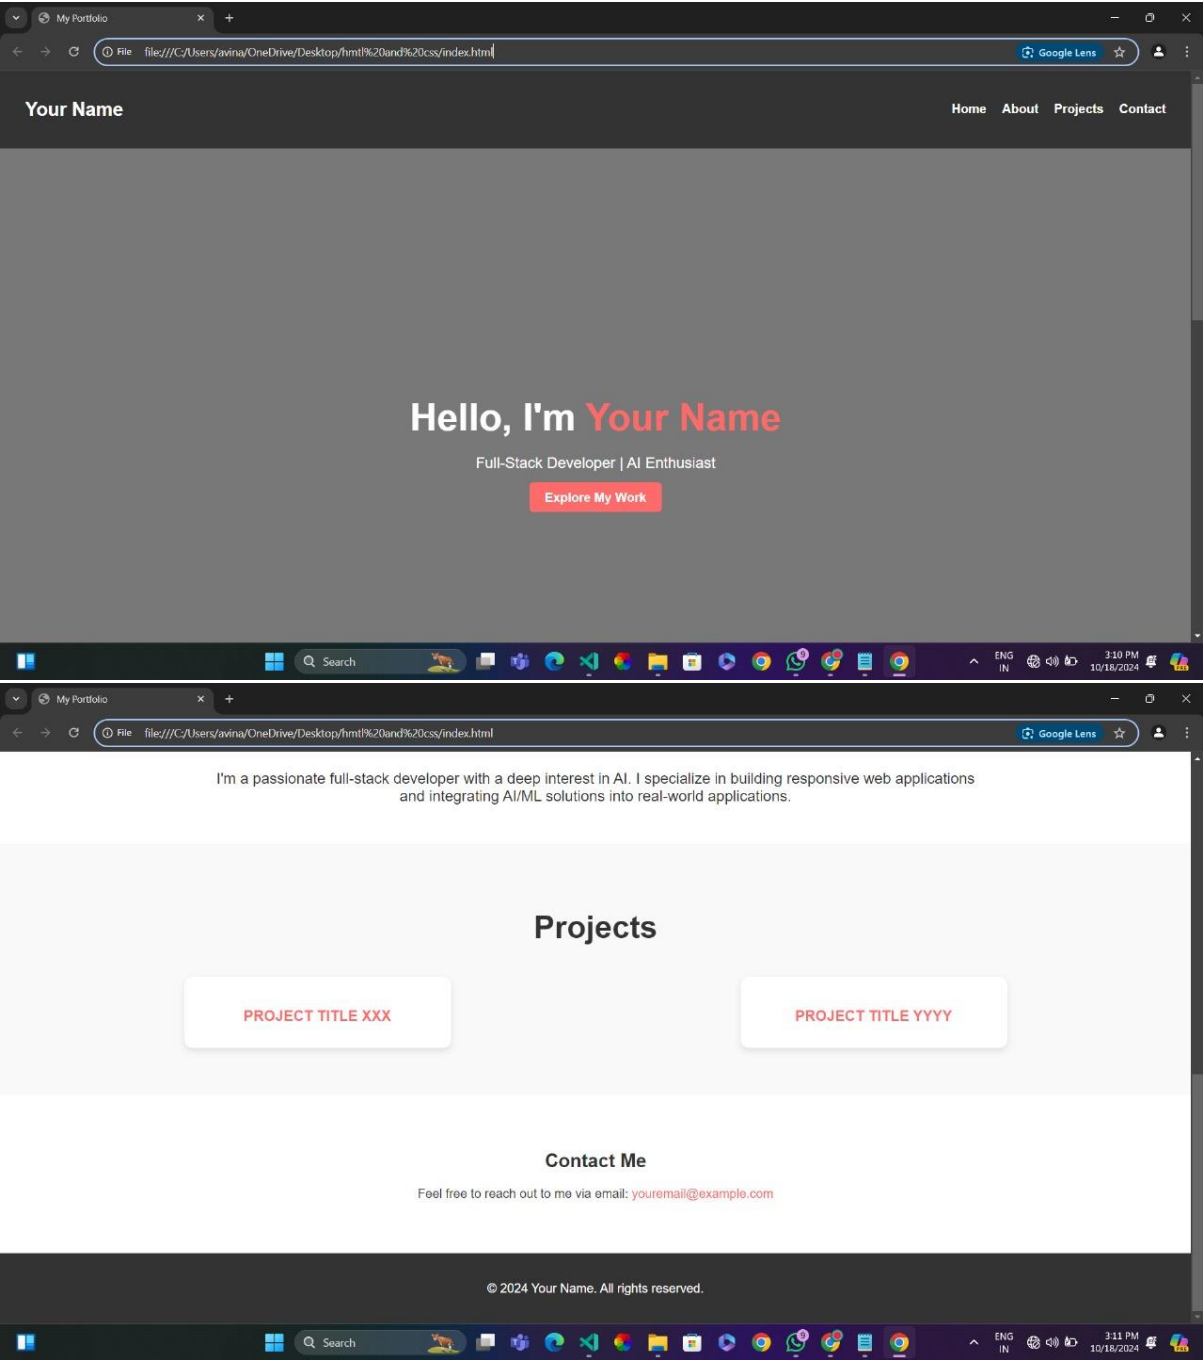 My Portfolio
File file:///C:/Users/avina/OneDrive/Desktop/hmtl%20and%20css/index.html Google Lens
Your Name Home About Projects Contact
Hello, I'm Your Name
Full-Stack Developer | AI Enthusiast
Explore My Work
Search 9 ENG 3:10 PM
IN 10/18/2024
My Portfolio
File file:///C:/Users/avina/OneDrive/Desktop/hmtl%20and%20css/index.html Google Lens
I'm a passionate full-stack developer with a deep interest in AI. I specialize in building responsive web applications
and integrating AI/ML solutions into real-world applications.
Projects
PROJECT TITLE XXX PROJECT TITLE YYYY
Contact Me
Feel free to reach out to me via email: youremail@example.com
© 2024 Your Name. All rights reserved.
Search 9 ENG 3:11 PM
IN 10/18/2024